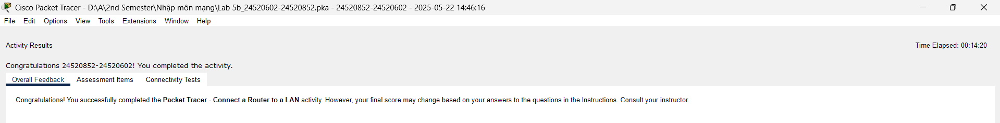 Cisco Packet Tracer - D:\A\2nd Semester\Nhập môn mạng\Lab 5b_24520602-24520852.pka - 24520852-24520602 - 2025-05-22 14:46:16
File Edit Options View Tools Extensions Window Help
Activity Results Time Elapsed: 00:14:20
Congratulations 24520852-24520602! You completed the activity.
Overall Feedback Assessment Items Connectivity Tests
Congratulations! You successfully completed the Packet Tracer - Connect a Router to a LAN activity. However, your final score may change based on your answers to the questions in the Instructions. Consult your instructor.